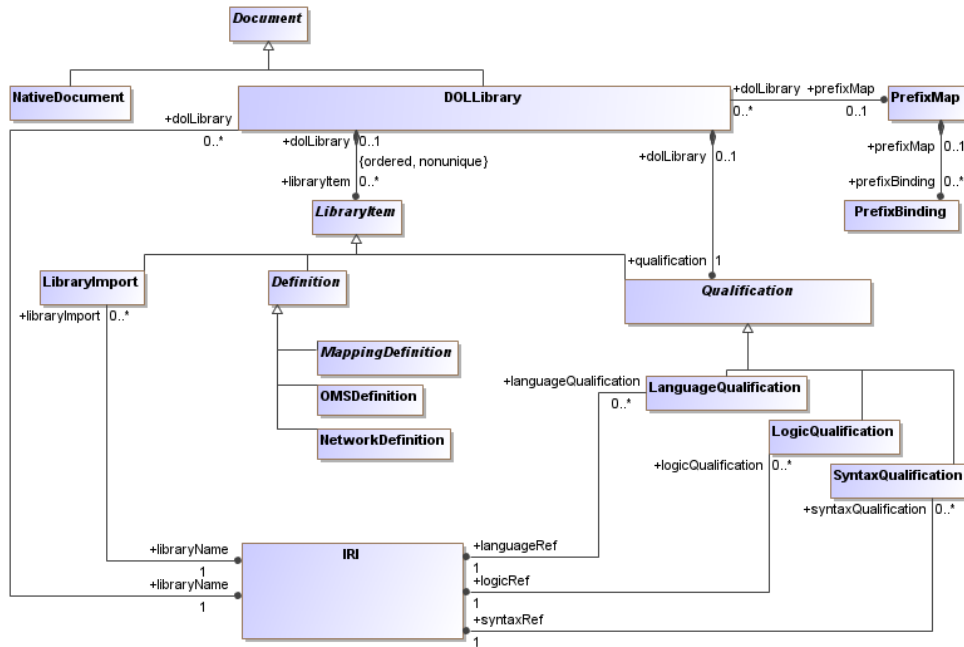 Document
NativeDocument
DOLLibrary
+dolLibrary
+prefixMap
0..*
0..1
PrefixMap
+dolLibrary
0..*
+dolLibrary
0..1
{ordered, nonunique}
+libraryItem
0..*
+dolLibrary
0..1
+prefixMap
0..1
+prefixBinding
0..*
PrefixBinding
LibraryItem
LibraryImport
Definition
+qualification
1
Qualification
+libraryImport
0..*
MappingDefinition
OMSDefinition
NetworkDefinition
+languageQualification
0..*
LanguageQualification
LogicQualification
+logicQualification
0..*
SyntaxQualification
+syntaxQualification
0..*
IRI
+libraryName
1
+libraryName
1
+languageRef
1
+logicRef
1
+syntaxRef
1